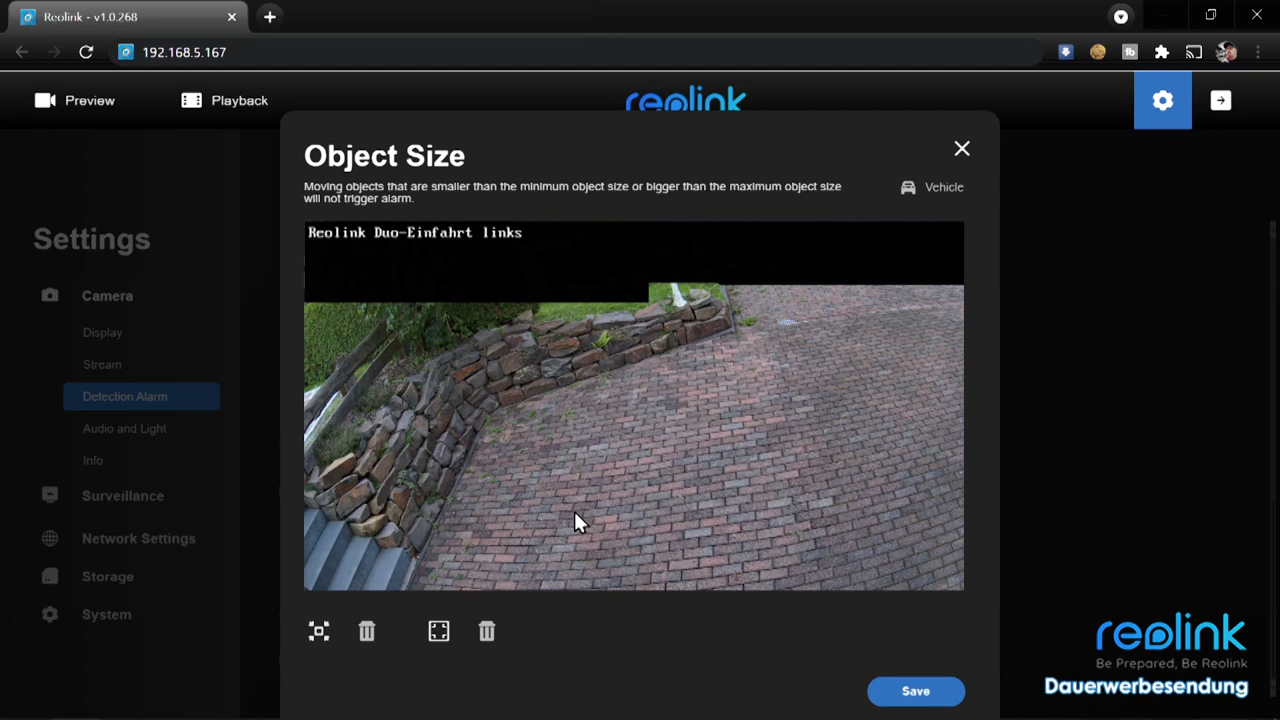 Reolink - v1.0.268
192.168.5.167
Preview
Playback
reolink
Object Size
Moving objects that are smaller than the minimum object size or bigger than the maximum object size
will not trigger alarm.
Vehicle
Reolink Duo-Einfahrt links
Settings
Camera
Display
Stream
Detection Alarm
Audio and Light
Info
Surveillance
Network Settings
Storage
System
Save
reolink
Be Prepared, Be Reolink
Dauerwerbesendung